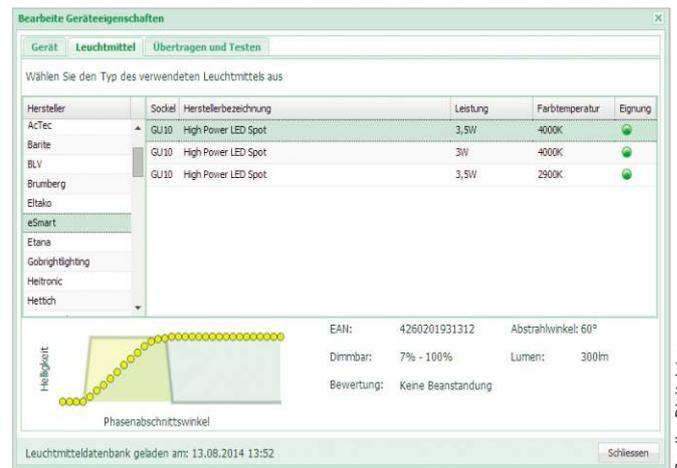 Bearbeite Geräteeigenschaften
Gerät Leuchtmittel Übertragen und Testen
Wählen Sie den Typ des verwendeten Leuchtmittels aus
Hersteller Sockel Herstellerbezeichnung Leistung Farbtemperatur Eignung
AcTec
Barite
BLV
Brumberg
Eltako
eSmart
Etana
Gobrightlighting
Heitronic
Hettich
GU10 High Power LED Spot 3,5W 4000K
GU10 High Power LED Spot 3W 4000K
GU10 High Power LED Spot 3,5W 2900K
Helligkeit
Phasenabschnittswinkel
EAN: 4260201931312 Abstrahlwinkel: 60°
Dimmbar: 7% - 100% Lumen: 300lm
Bewertung: Keine Beanstandung
Leuchtmitteldatenbank geladen am: 13.08.2014 13:52 Schliessen